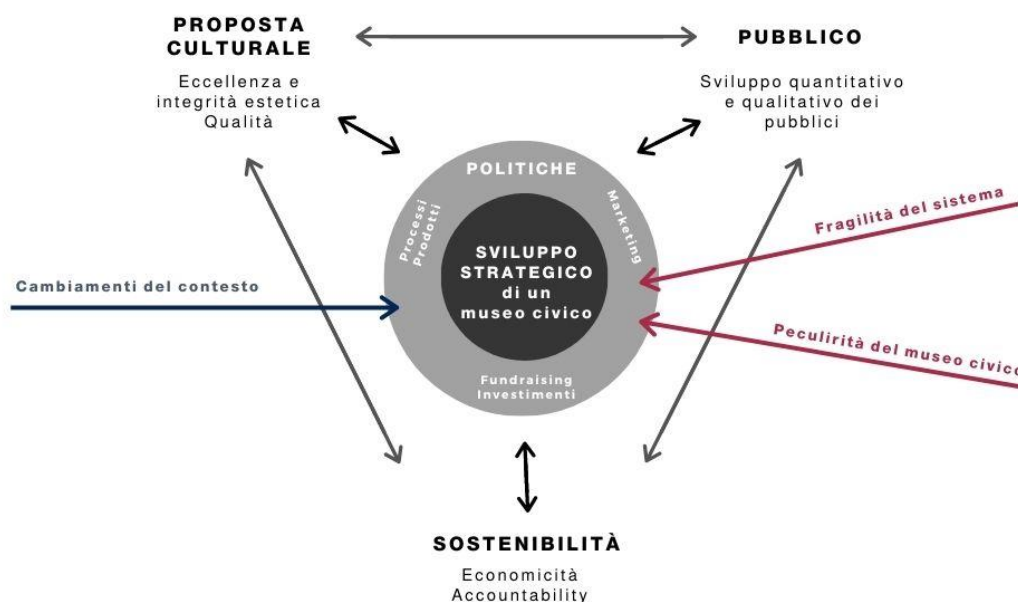 PROPOSTA
CULTURALE
Eccellenza e
integrità estetica
Qualità
PUBBLICO
Sviluppo quantitativo
e qualitativo dei
pubblici
POLITICHE
Processi
Prodotti
Marketing
SVILUPPO
STRATEGICO
di un
museo civico
Fundraising
Investimenti
Cambiamenti del contesto
Fragilità del sistema
Peculirità del museo civico
SOSTENIBILITÀ
Economicità
Accountability